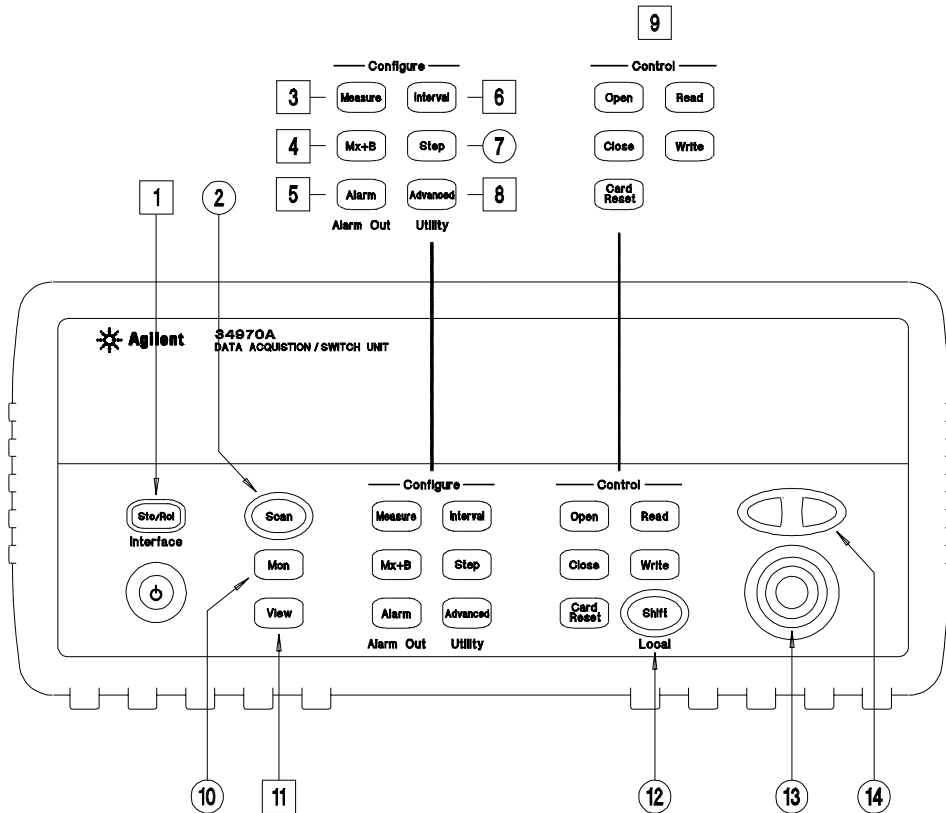 9
Configure
Control
3
Measure
Interval
6
Open
Read
4
Mx+B
Step
7
Close
Write
5
Alarm
Advanced
8
Card
Reset
Alarm Out
Utility
1
2
Agilent
34970A
DATA ACQUISTION / SWITCH UNIT
Configure
Control
Sto/Rcl
Interface
Scan
Measure
Interval
Open
Read
Mon
Mx+B
Step
Close
Write
View
Alarm
Advanced
Card
Reset
Shift
Alarm Out
Utility
Local
10
11
12
13
14